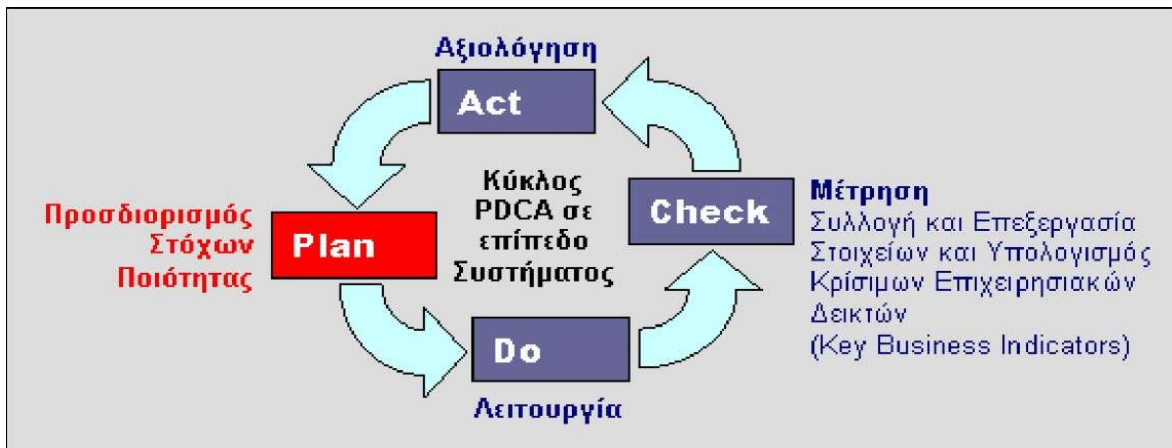 Αξιολόγηση
Act
Κύκλος
PDCA σε
επίπεδο
Συστήματος
Προσδιορισμός
Στόχων
Ποιότητας
Plan
Check
Μέτρηση
Συλλογή και Επεξεργασία
Στοιχείων και Υπολογισμός
Κρίσιμων Επιχειρησιακών
Δεικτών
(Key Business Indicators)
Do
Λειτουργία